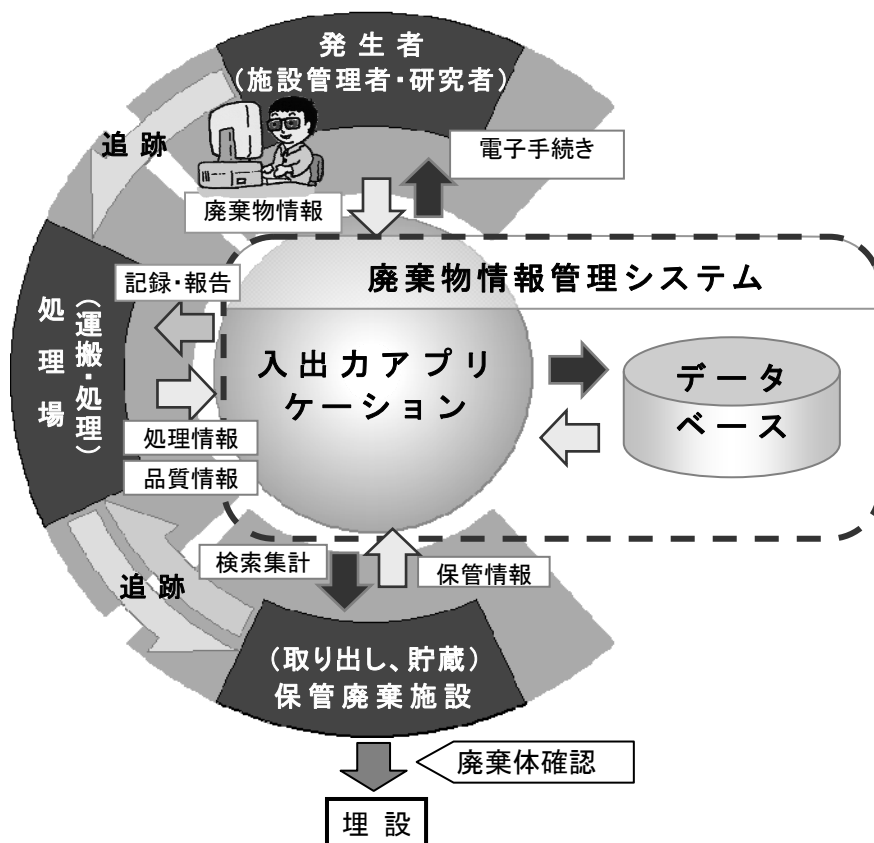 発生者
(施設管理者・研究者)
追跡
電子手続き
廃棄物情報
廃棄物情報管理システム
記録・報告
処理場
(運搬・処理)
入出力アプリ
ケーション
データ
ベース
処理情報
品質情報
検索集計
保管情報
追跡
(取り出し、貯蔵)
保管廃棄施設
廃棄体確認
埋設